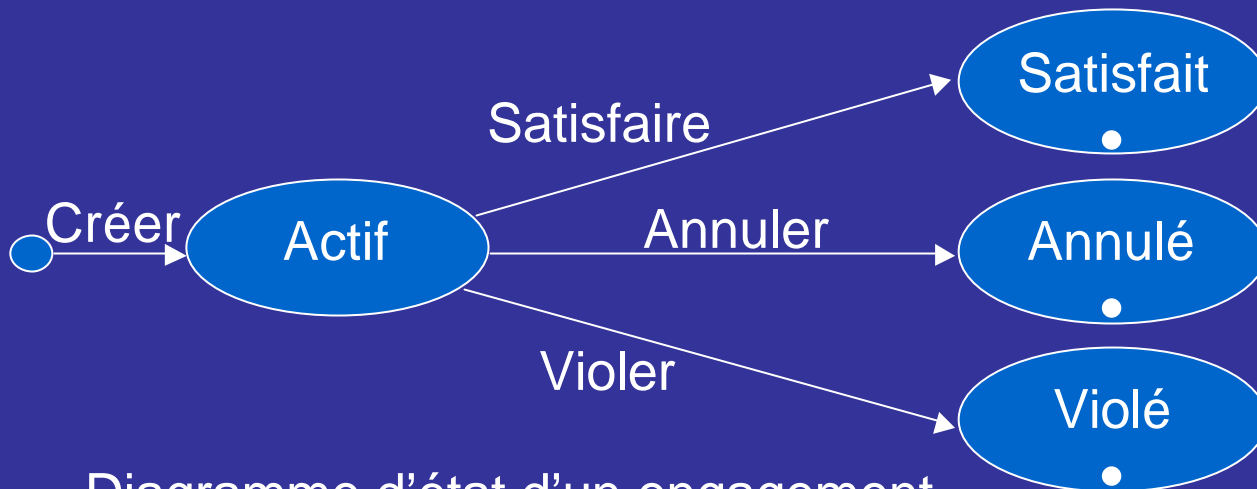 Satisfait
Satisfaire
Créer
Actif
Annuler
Annulé
Violer
Violé
Diagramme d'état d'un engagement